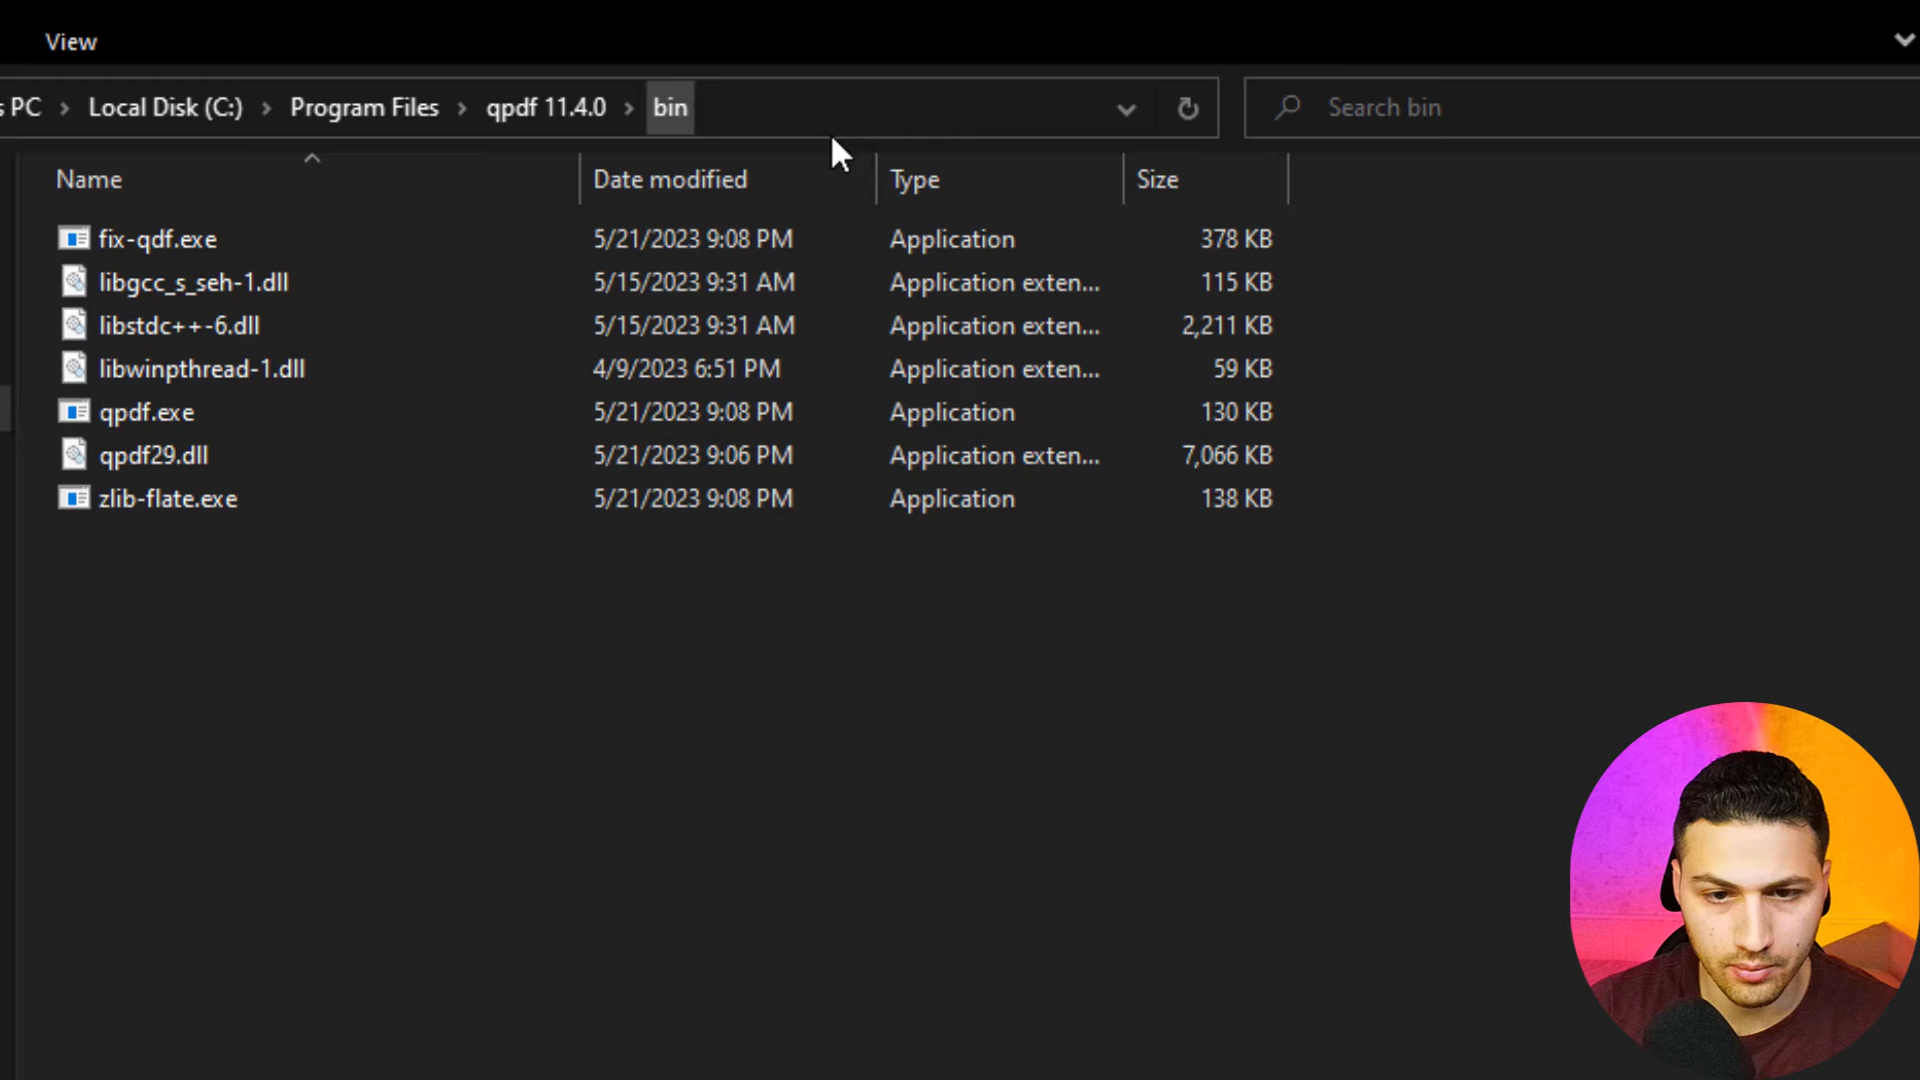 View
s PC > Local Disk (C:) > Program Files > qpdf 11.4.0 > bin
Search bin
Name Date modified Type Size
fix-qdf.exe 5/21/2023 9:08 PM Application 378 KB
libgcc_s_seh-1.dll 5/15/2023 9:31 AM Application exten... 115 KB
libstdc++-6.dll 5/15/2023 9:31 AM Application exten... 2,211 KB
libwinpthread-1.dll 4/9/2023 6:51 PM Application exten... 59 KB
qpdf.exe 5/21/2023 9:08 PM Application 130 KB
qpdf29.dll 5/21/2023 9:06 PM Application exten... 7,066 KB
zlib-flate.exe 5/21/2023 9:08 PM Application 138 KB